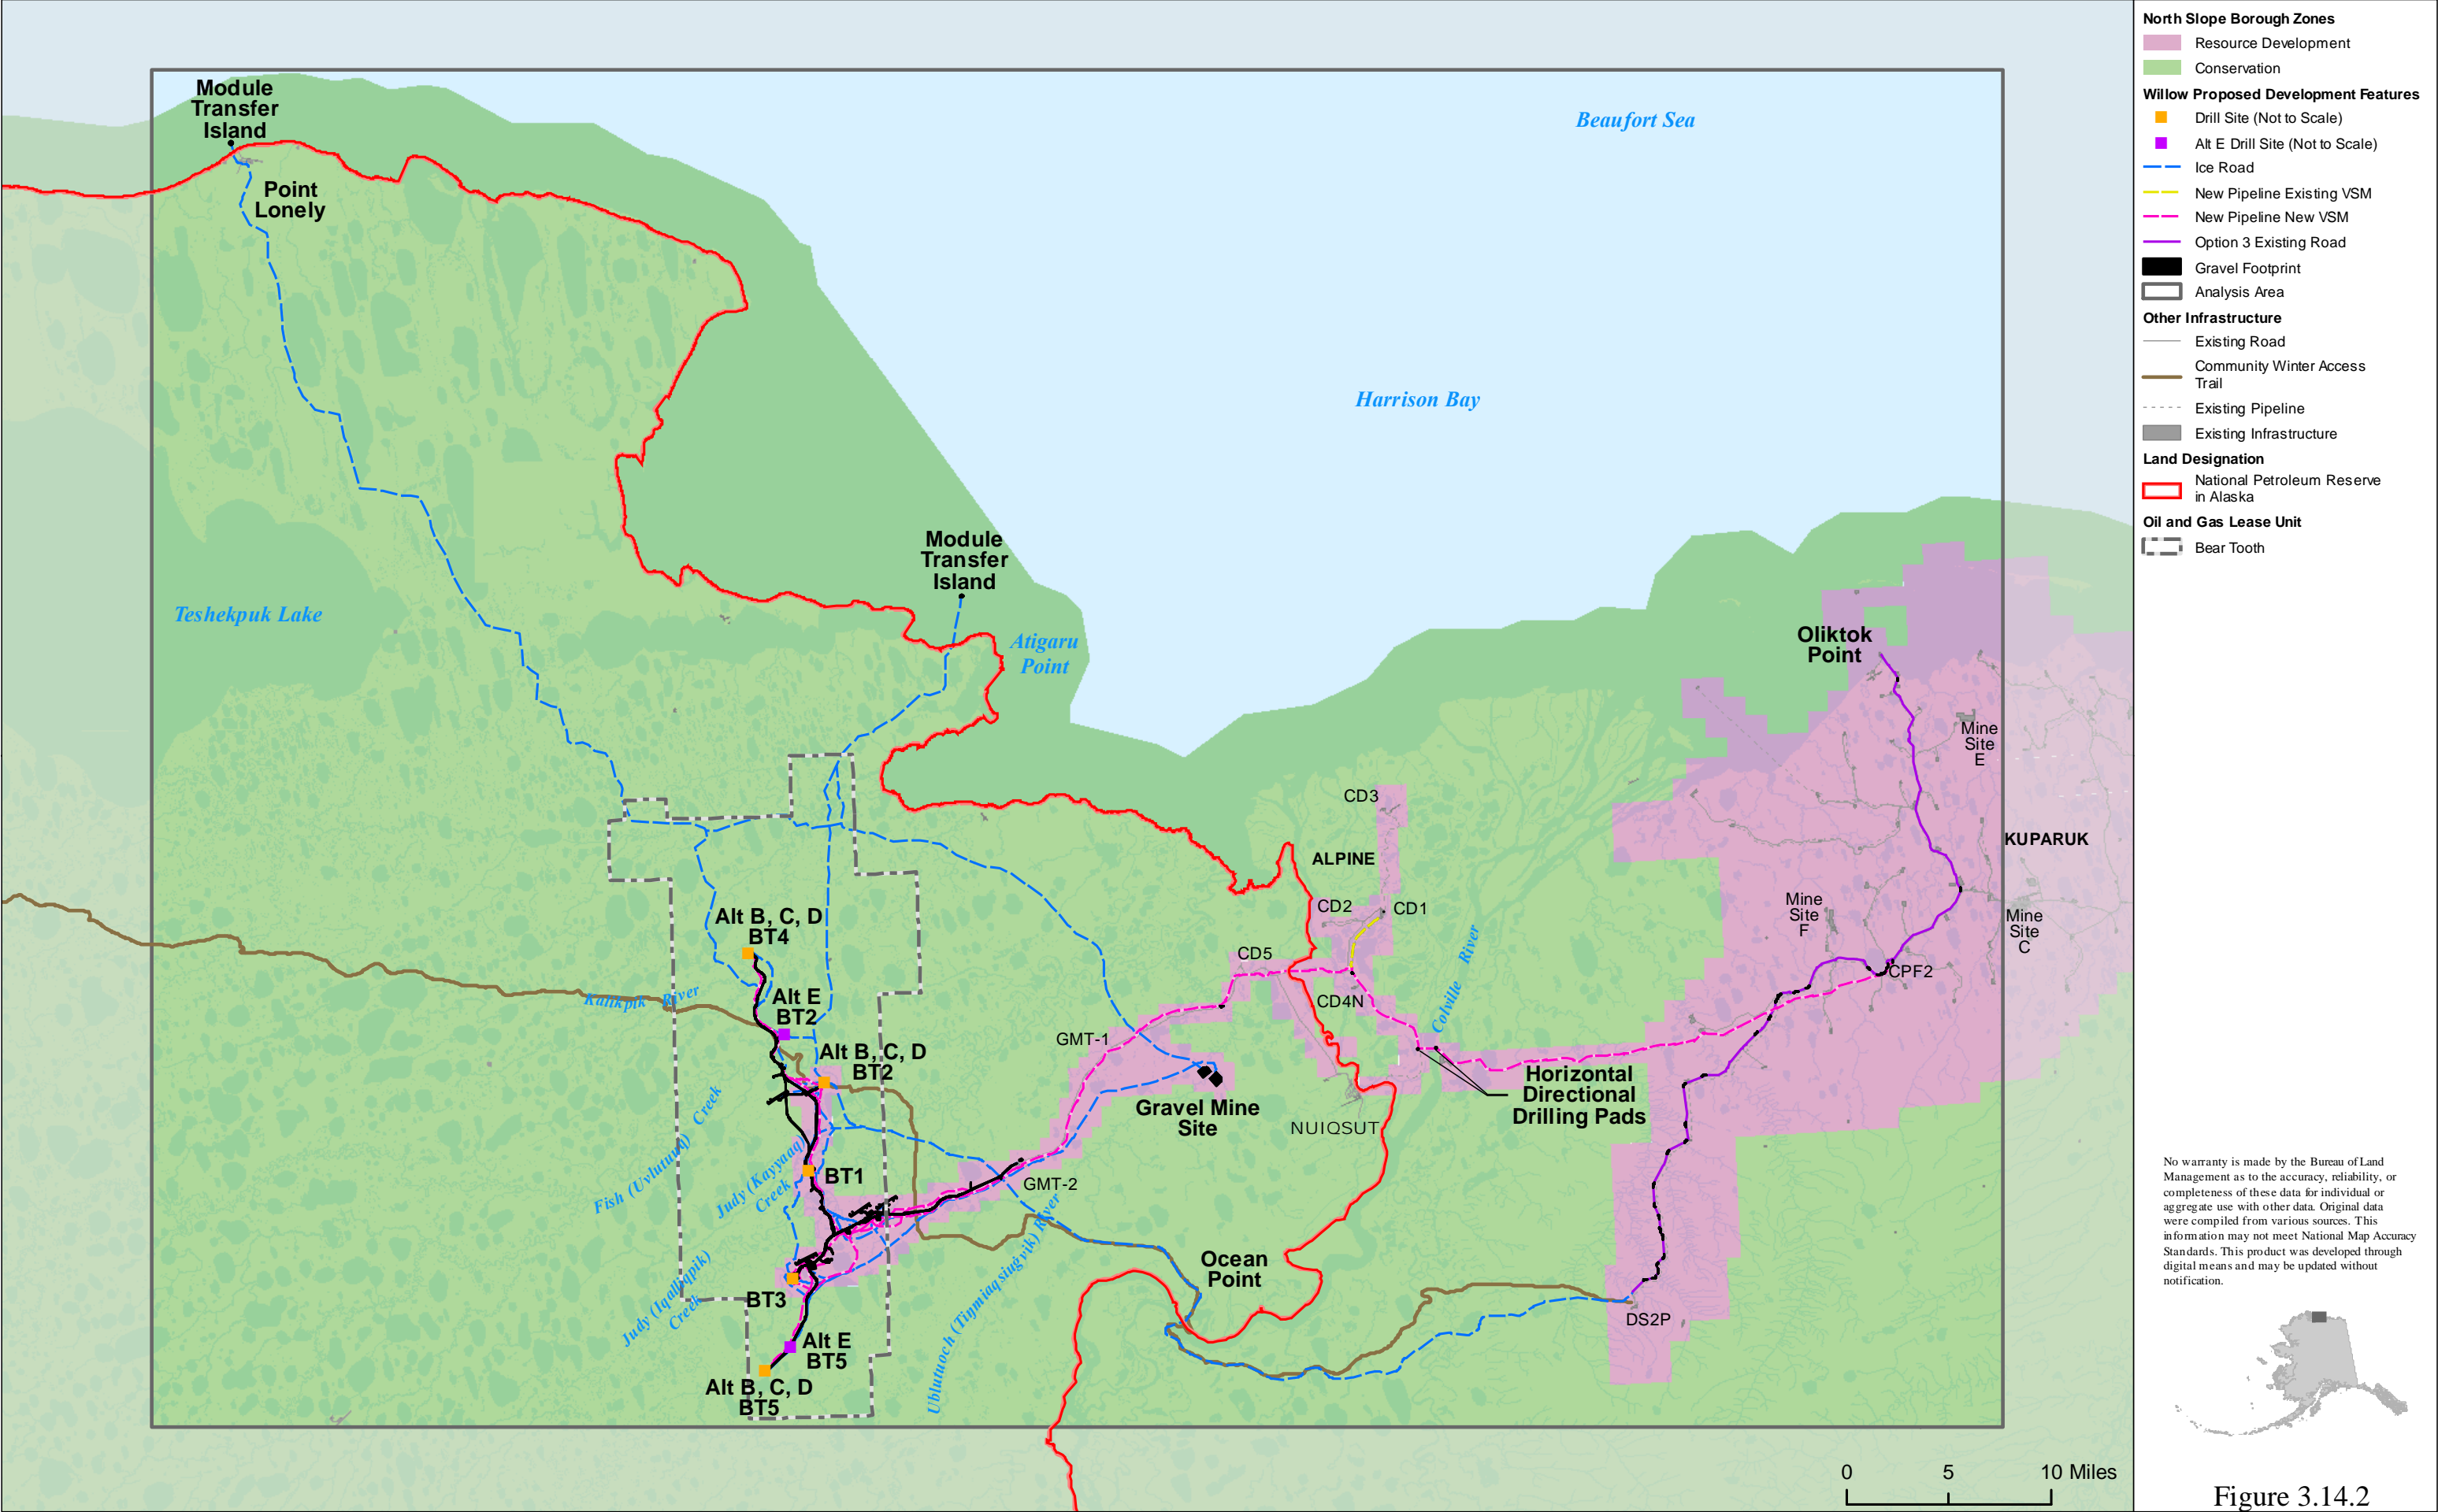 Module
Transfer
Island
Point
Lonely
Beaufort Sea
Harrison Bay
Module
Transfer
Island
Atigaru
Point
Teshekpuk Lake
Oliktok
Point
Mine
Site
E
CD3
KUPARUK
ALPINE
CD2
CD1
Mine
Site
F
Mine
Site
C
Alt B, C, D
BT4
CD5
CPF2
Kalikpik River
Alt E
BT2
CD4N
Colville River
GMT-1
Alt B, C, D
BT2
Horizontal
Directional
Drilling Pads
Gravel Mine
Site
NUIQSUT
Fish (Uvlutuuq) Creek
Judy (Kayyaaq)
Creek
BT1
GMT-2
Ublutuoch (Tiŋmiaqsiuġvik) River
Ocean
Point
Judy (Iqalliqpik)
Creek
BT3
DS2P
Alt E
BT5
Alt B, C, D
BT5
0 5 10 Miles
North Slope Borough Zones
Resource Development
Conservation
Willow Proposed Development Features
Drill Site (Not to Scale)
Alt E Drill Site (Not to Scale)
Ice Road
New Pipeline Existing VSM
New Pipeline New VSM
Option 3 Existing Road
Gravel Footprint
Analysis Area
Other Infrastructure
Existing Road
Community Winter Access
Trail
Existing Pipeline
Existing Infrastructure
Land Designation
National Petroleum Reserve
in Alaska
Oil and Gas Lease Unit
Bear Tooth
No warranty is made by the Bureau of Land
Management as to the accuracy, reliability, or
completeness of these data for individual or
aggregate use with other data. Original data
were compiled from various sources. This
information may not meet National Map Accuracy
Standards. This product was developed through
digital means and may be updated without
notification.
Figure 3.14.2